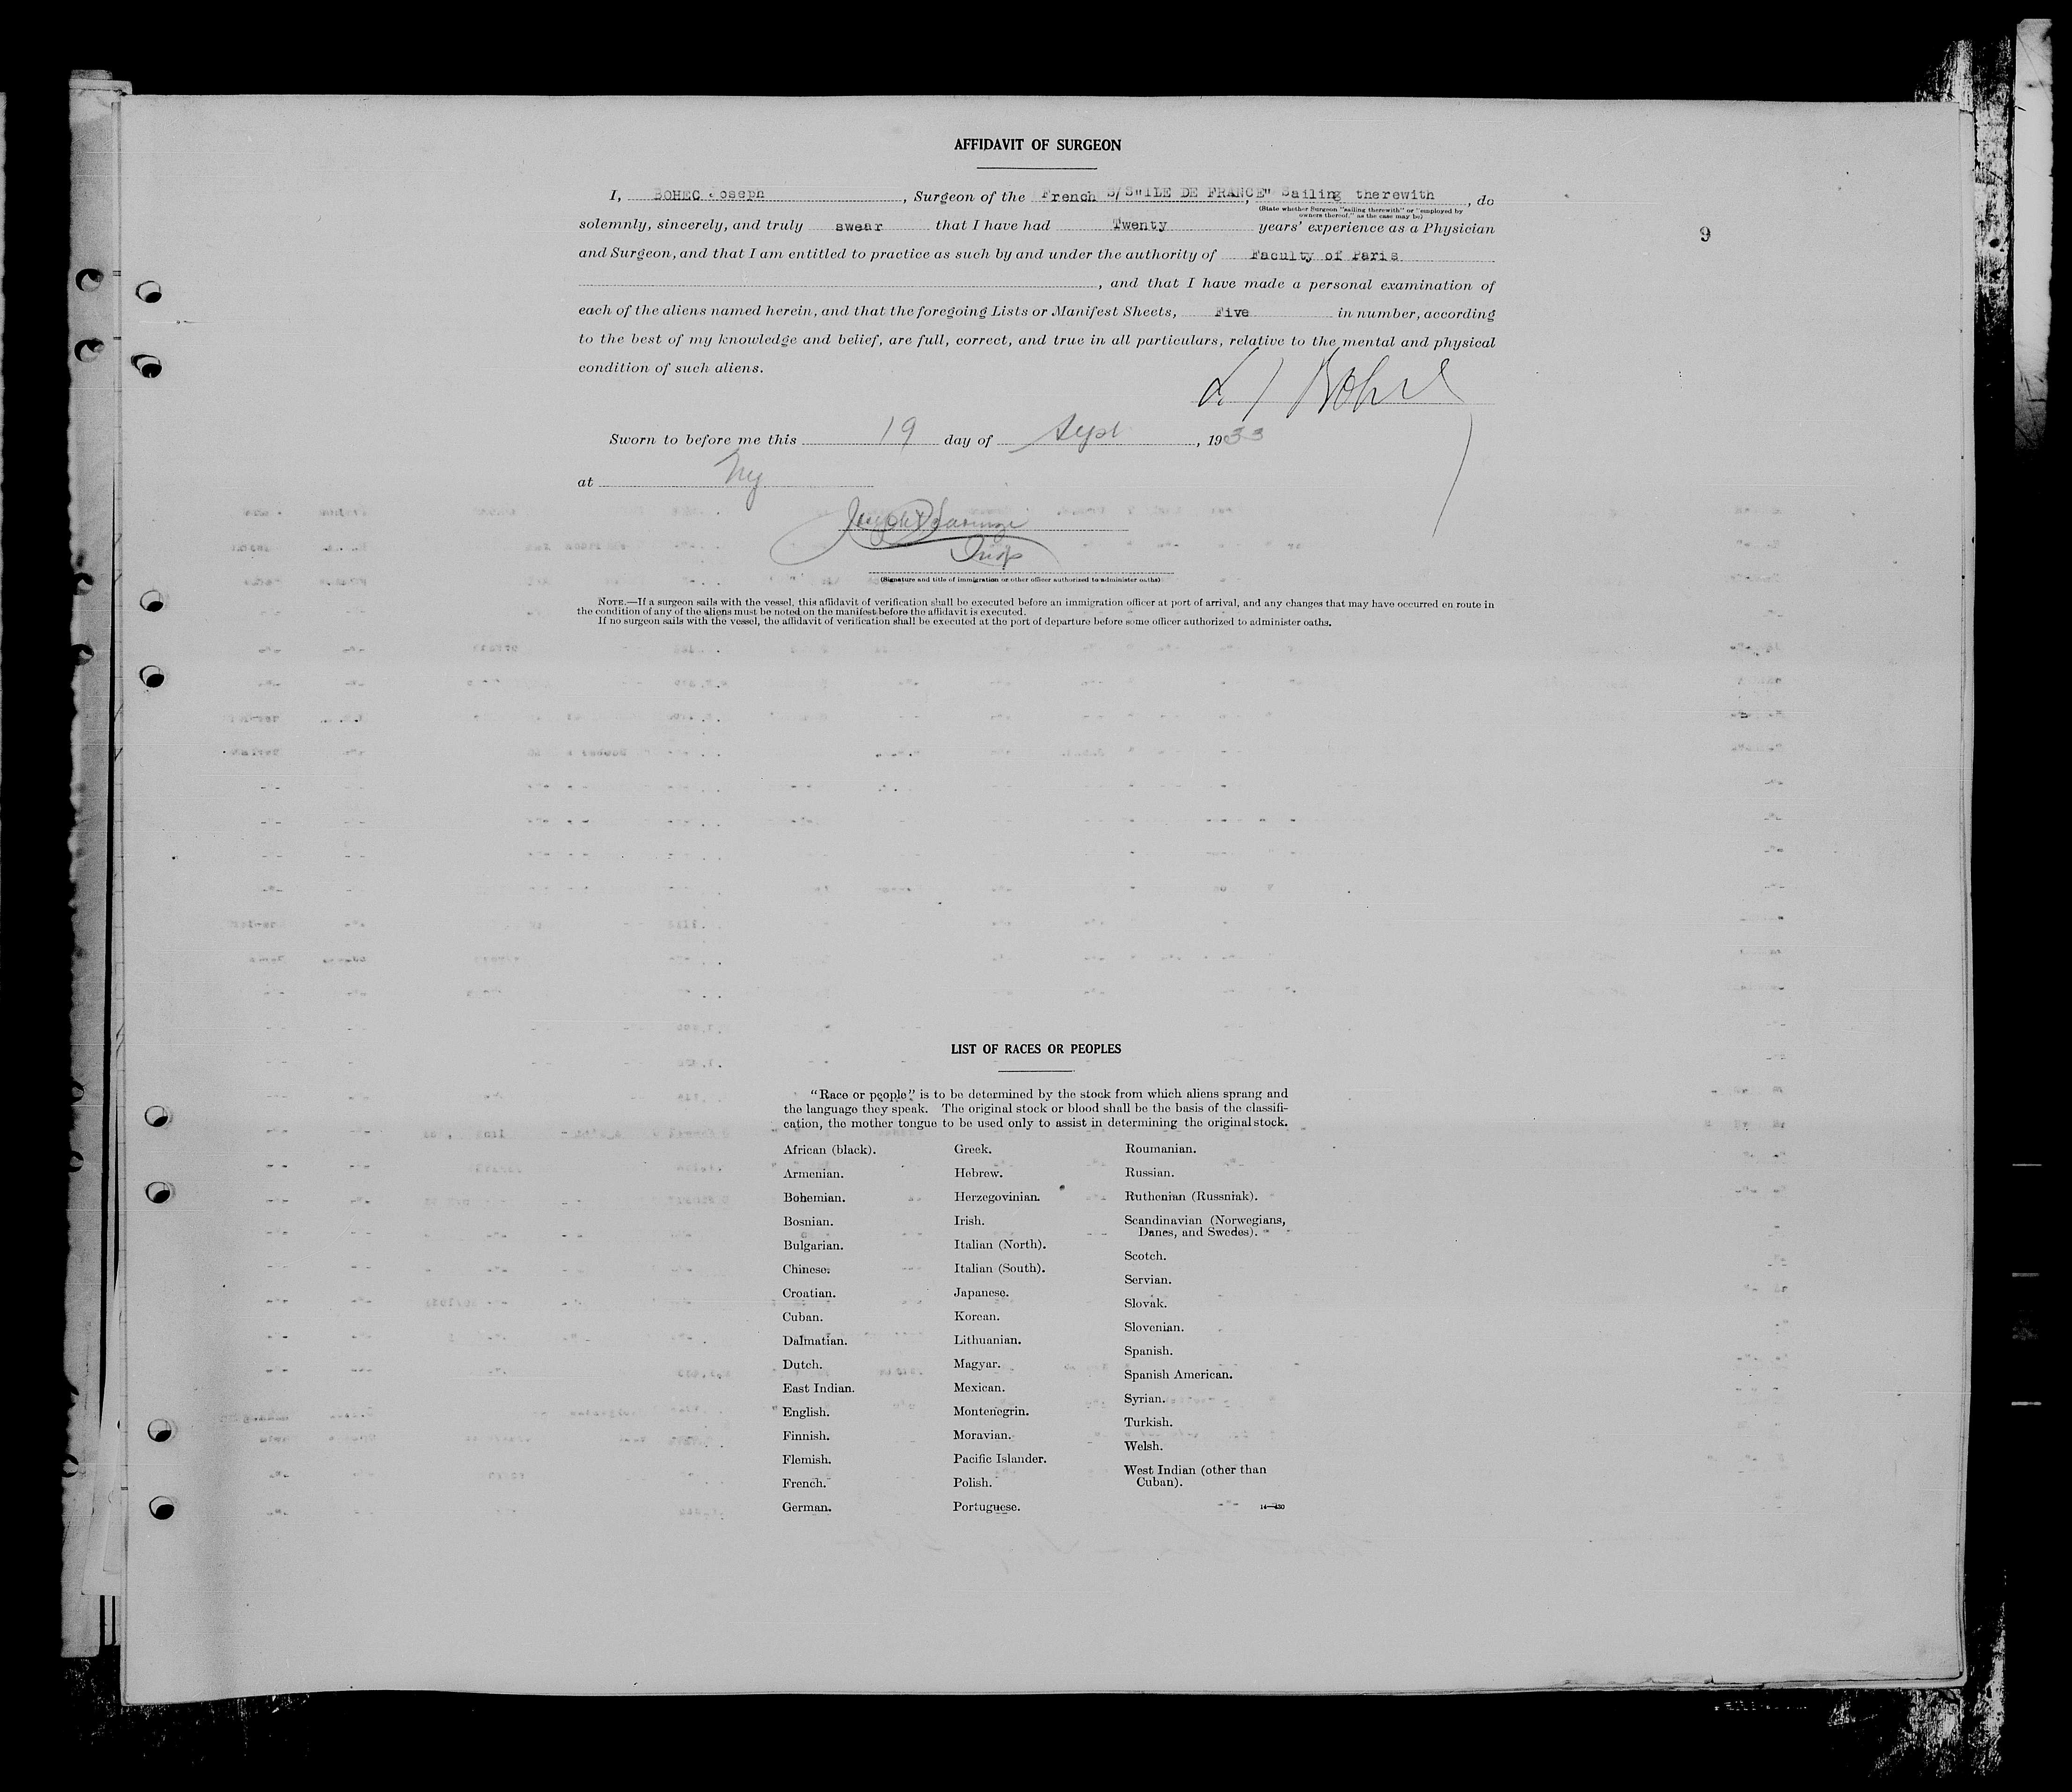 AFFIDAVIT OF SURGEON
I, BOHEC Joseph, Surgeon of the French S/S "ILE DE FRANCE" Sailing therewith, do
(State whether Surgeon "sailing therewith" or "employed by
owners thereof," as the case may be)
solemnly, sincerely, and truly swear that I have had Twenty years' experience as a Physician
9
and Surgeon, and that I am entitled to practice as such by and under the authority of Faculty of Paris
, and that I have made a personal examination of
each of the aliens named herein, and that the foregoing Lists or Manifest Sheets, Five in number, according
to the best of my knowledge and belief, are full, correct, and true in all particulars, relative to the mental and physical
condition of such aliens.
Bohec
Sworn to before me this 19 day of Sept, 1933
at Ny
Joseph
Insp
(Signature and title of immigration or other officer authorized to administer oaths)
NOTE.—If a surgeon sails with the vessel, this affidavit of verification shall be executed before an immigration officer at port of arrival, and any changes that may have occurred en route in
the condition of any of the aliens must be noted on the manifest before the affidavit is executed.
If no surgeon sails with the vessel, the affidavit of verification shall be executed at the port of departure before some officer authorized to administer oaths.
LIST OF RACES OR PEOPLES
"Race or people" is to be determined by the stock from which aliens sprang and
the language they speak. The original stock or blood shall be the basis of the classifi-
cation, the mother tongue to be used only to assist in determining the original stock.
African (black).
Armenian.
Bohemian.
Bosnian.
Bulgarian.
Chinese.
Croatian.
Cuban.
Dalmatian.
Dutch.
East Indian.
English.
Finnish.
Flemish.
French.
German.
Greek.
Hebrew.
Herzegovinian.
Irish.
Italian (North).
Italian (South).
Japanese.
Korean.
Lithuanian.
Magyar.
Mexican.
Montenegrin.
Moravian.
Pacific Islander.
Polish.
Portuguese.
Roumanian.
Russian.
Ruthenian (Russniak).
Scandinavian (Norwegians,
Danes, and Swedes).
Scotch.
Servian.
Slovak.
Slovenian.
Spanish.
Spanish American.
Syrian.
Turkish.
Welsh.
West Indian (other than
Cuban).
14—430